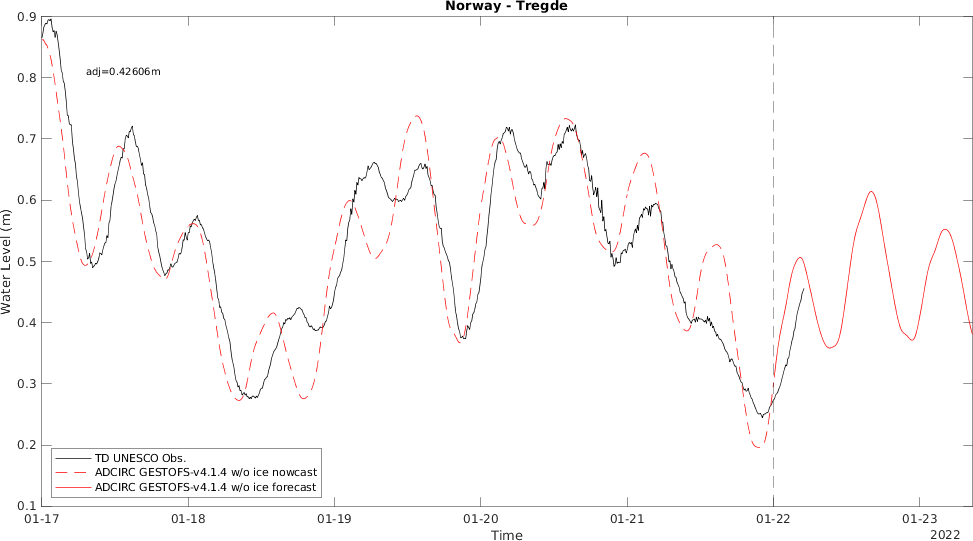 Norway - Tregde
0.9
0.8
0.7
0.6
0.5
0.4
0.3
0.2
0.1
Water Level (m)
adj=0.42606m
TD UNESCO Obs.
ADCIRC GESTOFS-v4.1.4 w/o ice nowcast
ADCIRC GESTOFS-v4.1.4 w/o ice forecast
01-17 01-18 01-19 01-20 01-21 01-22 01-23
Time
2022